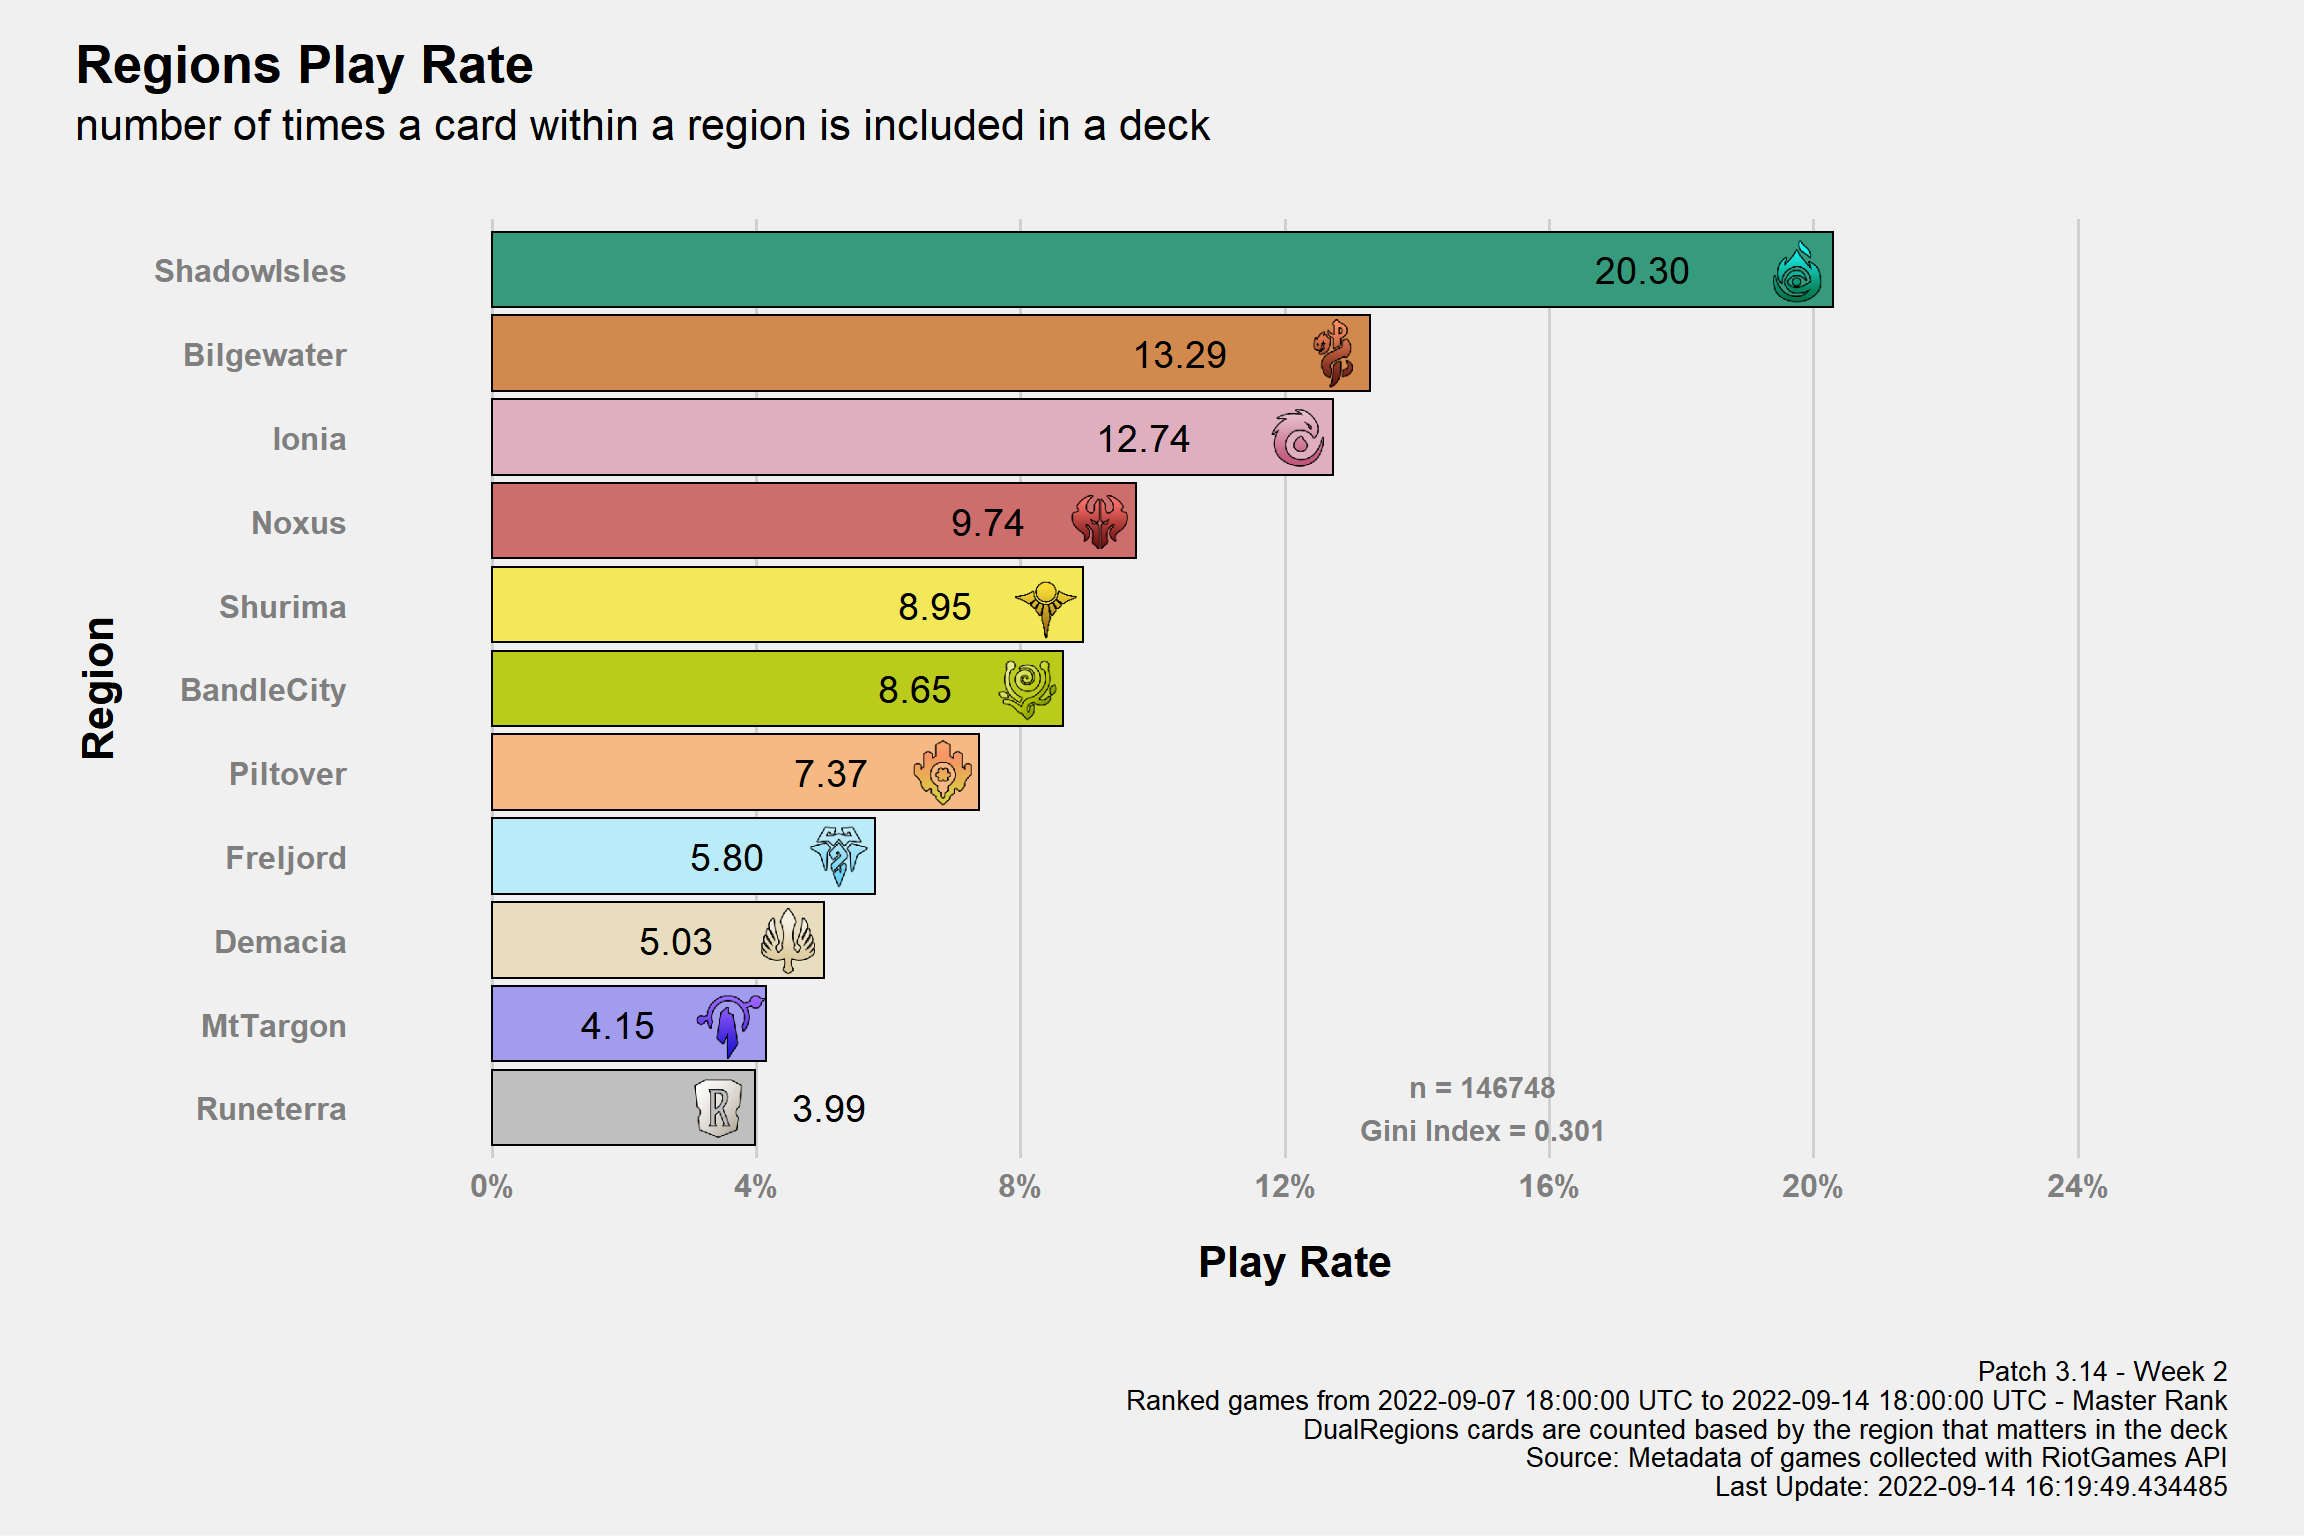 Regions Play Rate
number of times a card within a region is included in a deck
ShadowIsles
20.30
Bilgewater
13.29
Ionia
12.74
Noxus
9.74
Shurima
8.95
BandleCity
8.65
Piltover
7.37
Freljord
5.80
Demacia
5.03
MtTargon
4.15
Runeterra
R
3.99
Region
n = 146748
Gini Index = 0.301
0% 4% 8% 12% 16% 20% 24%
Play Rate
Patch 3.14 - Week 2
Ranked games from 2022-09-07 18:00:00 UTC to 2022-09-14 18:00:00 UTC - Master Rank
DualRegions cards are counted based by the region that matters in the deck
Source: Metadata of games collected with RiotGames API
Last Update: 2022-09-14 16:19:49.434485